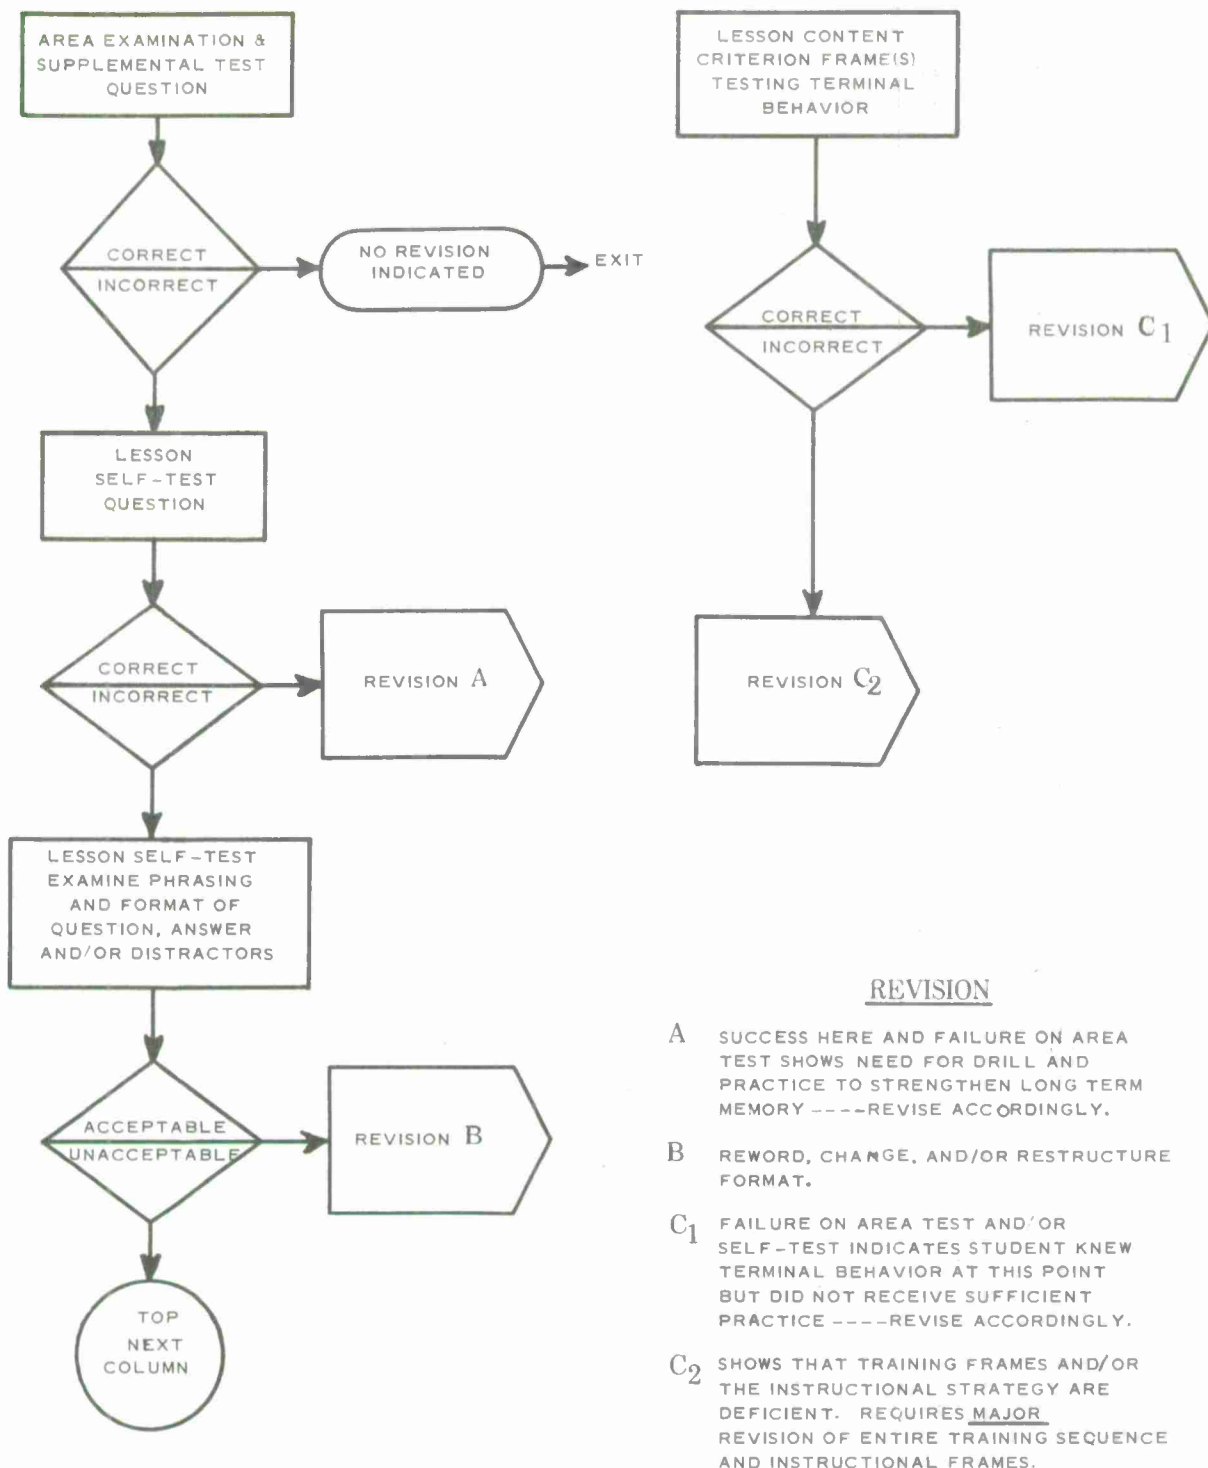 AREA EXAMINATION &
SUPPLEMENTAL TEST
QUESTION
CORRECT
INCORRECT
NO REVISION
INDICATED
EXIT
LESSON
SELF-TEST
QUESTION
CORRECT
INCORRECT
REVISION A
LESSON SELF-TEST
EXAMINE PHRASING
AND FORMAT OF
QUESTION, ANSWER
AND/OR DISTRACTORS
ACCEPTABLE
UNACCEPTABLE
REVISION B
TOP
NEXT
COLUMN
LESSON CONTENT
CRITERION FRAME(S)
TESTING TERMINAL
BEHAVIOR
CORRECT
INCORRECT
REVISION C1
REVISION C2
REVISION
A SUCCESS HERE AND FAILURE ON AREA
TEST SHOWS NEED FOR DRILL AND
PRACTICE TO STRENGTHEN LONG TERM
MEMORY ----REVISE ACCORDINGLY.
B REWORD, CHANGE, AND/OR RESTRUCTURE
FORMAT.
C1 FAILURE ON AREA TEST AND/OR
SELF-TEST INDICATES STUDENT KNEW
TERMINAL BEHAVIOR AT THIS POINT
BUT DID NOT RECEIVE SUFFICIENT
PRACTICE ----REVISE ACCORDINGLY.
C2 SHOWS THAT TRAINING FRAMES AND/OR
THE INSTRUCTIONAL STRATEGY ARE
DEFICIENT. REQUIRES MAJOR
REVISION OF ENTIRE TRAINING SEQUENCE
AND INSTRUCTIONAL FRAMES.